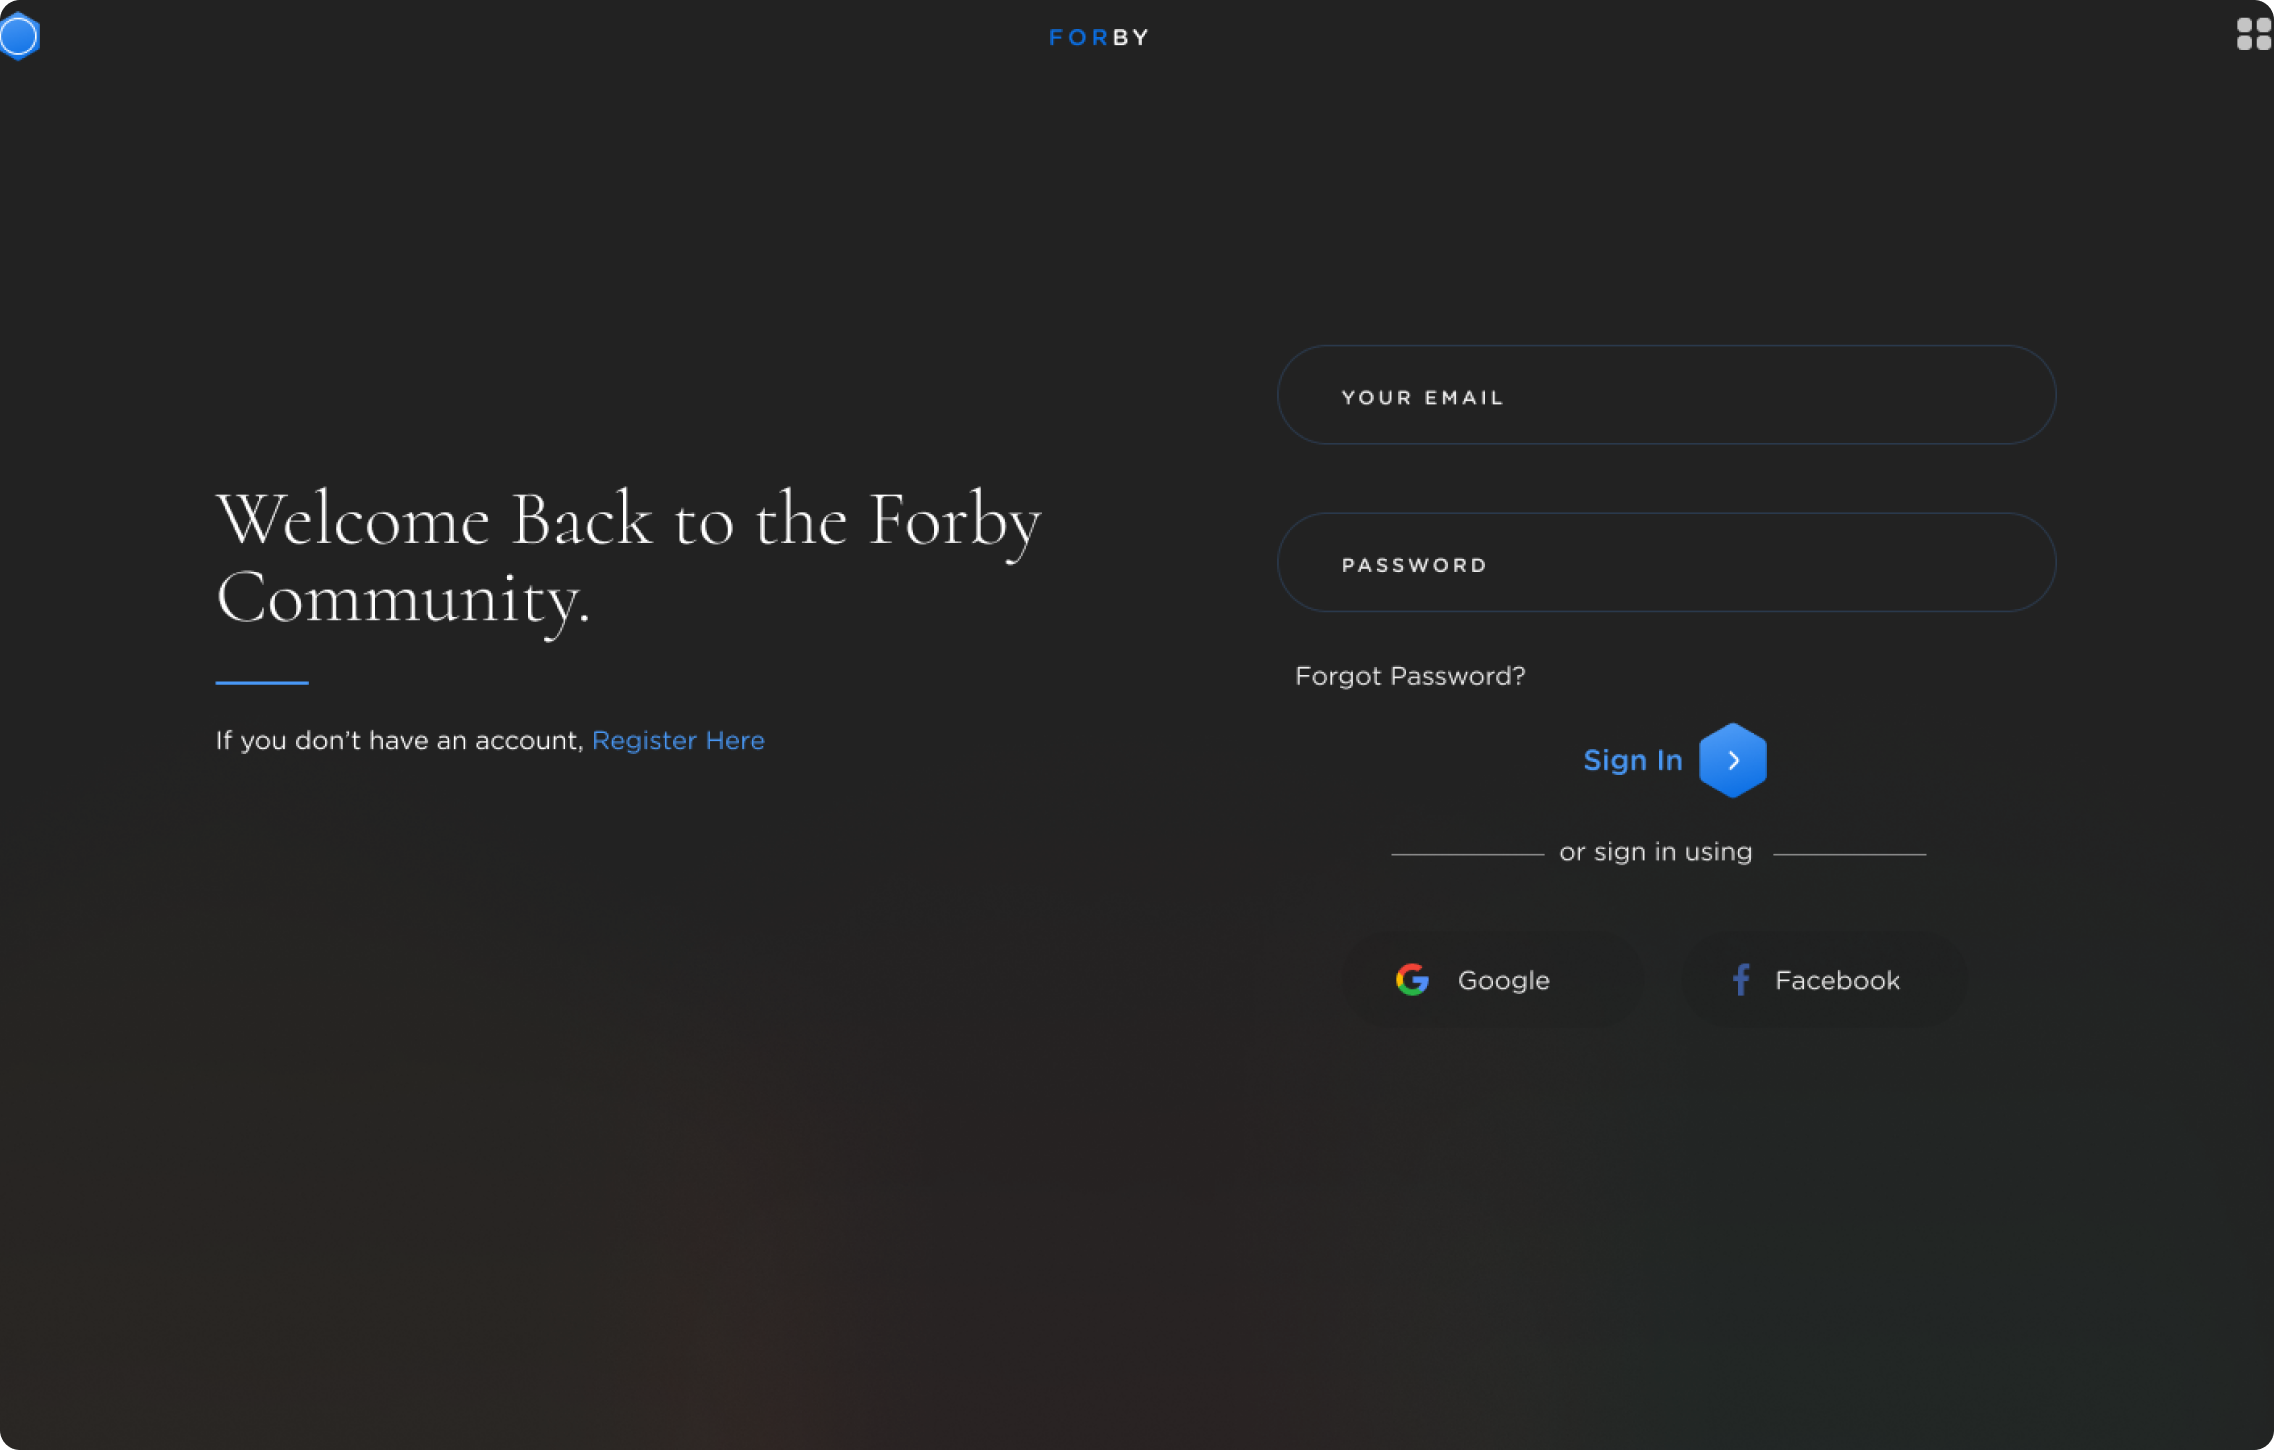 FORBY
Welcome Back to the Forby
Community.
If you don’t have an account, Register Here
YOUR EMAIL
PASSWORD
Forgot Password?
Sign In
or sign in using
Google
Facebook